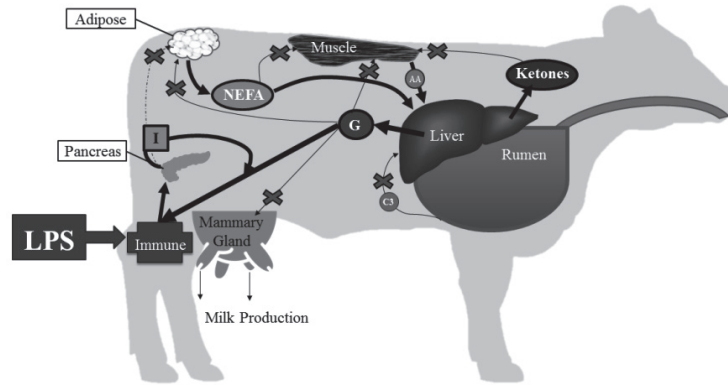 Adipose
Muscle
AA
Ketones
NEFA
G
Liver
I
Rumen
Pancreas
C3
LPS
Immune
Mammary
Gland
Milk Production